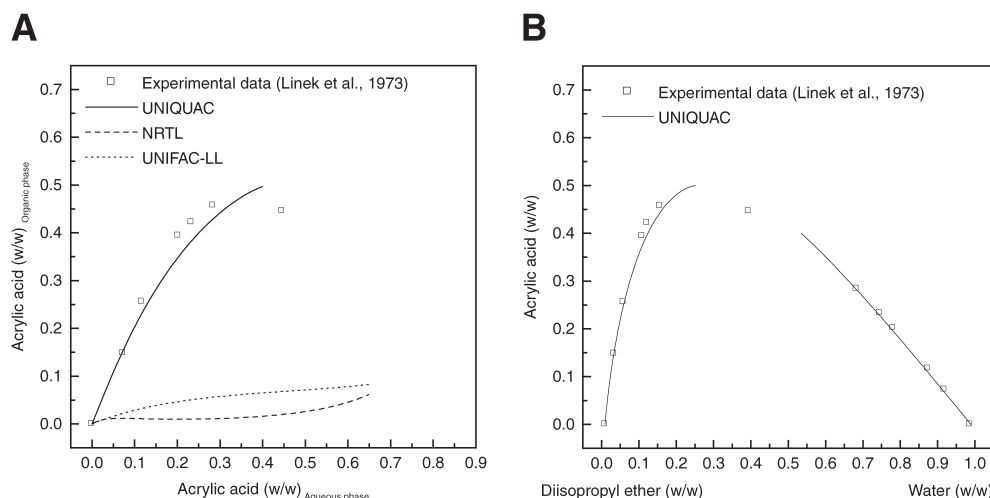 A
Experimental data (Linek et al., 1973)
UNIQUAC
NRTL
UNIFAC-LL
0.7
0.6
0.5
0.4
0.3
0.2
0.1
0.0
Acrylic acid (w/w) Organic phase
0.0 0.1 0.2 0.3 0.4 0.5 0.6 0.7 0.8 0.9
Acrylic acid (w/w) Aqueous phase
B
Experimental data (Linek et al., 1973)
UNIQUAC
0.7
0.6
0.5
0.4
0.3
0.2
0.1
0.0
Acrylic acid (w/w)
0.0 0.1 0.2 0.3 0.4 0.5 0.6 0.7 0.8 0.9 1.0
Diisopropyl ether (w/w) Water (w/w)